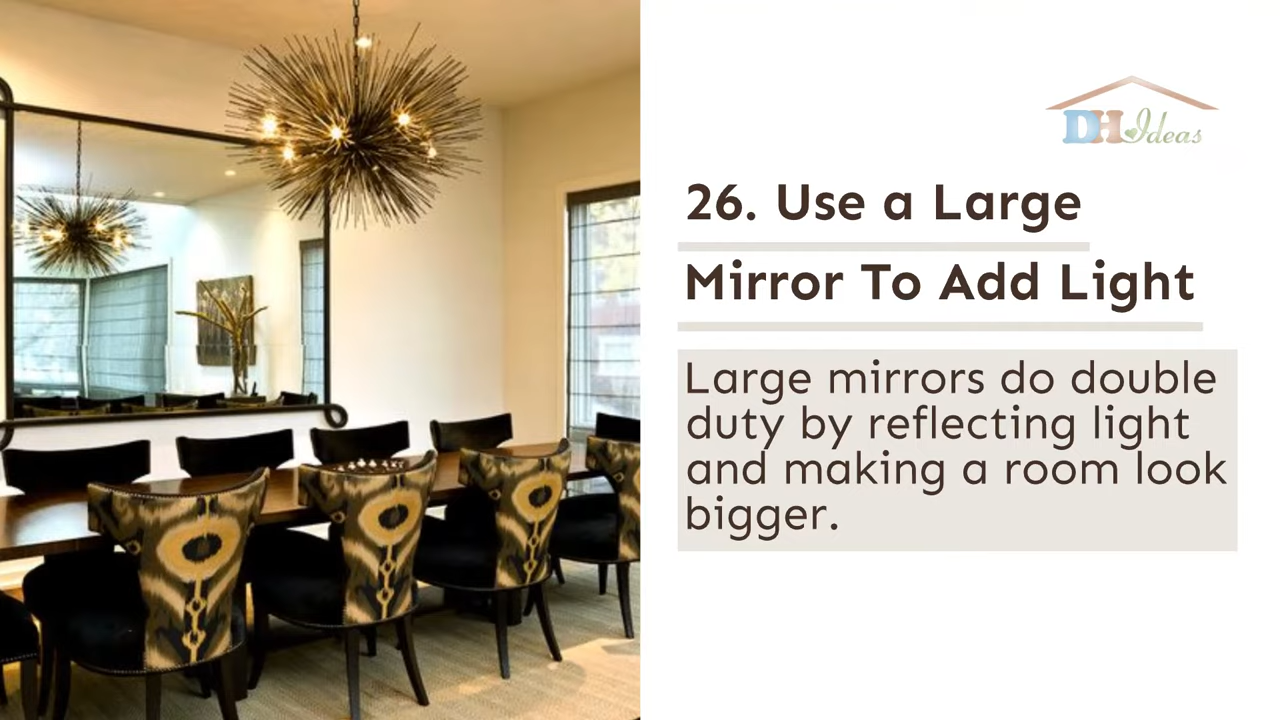 DH Ideas
26. Use a Large
Mirror To Add Light
Large mirrors do double
duty by reflecting light
and making a room look
bigger.